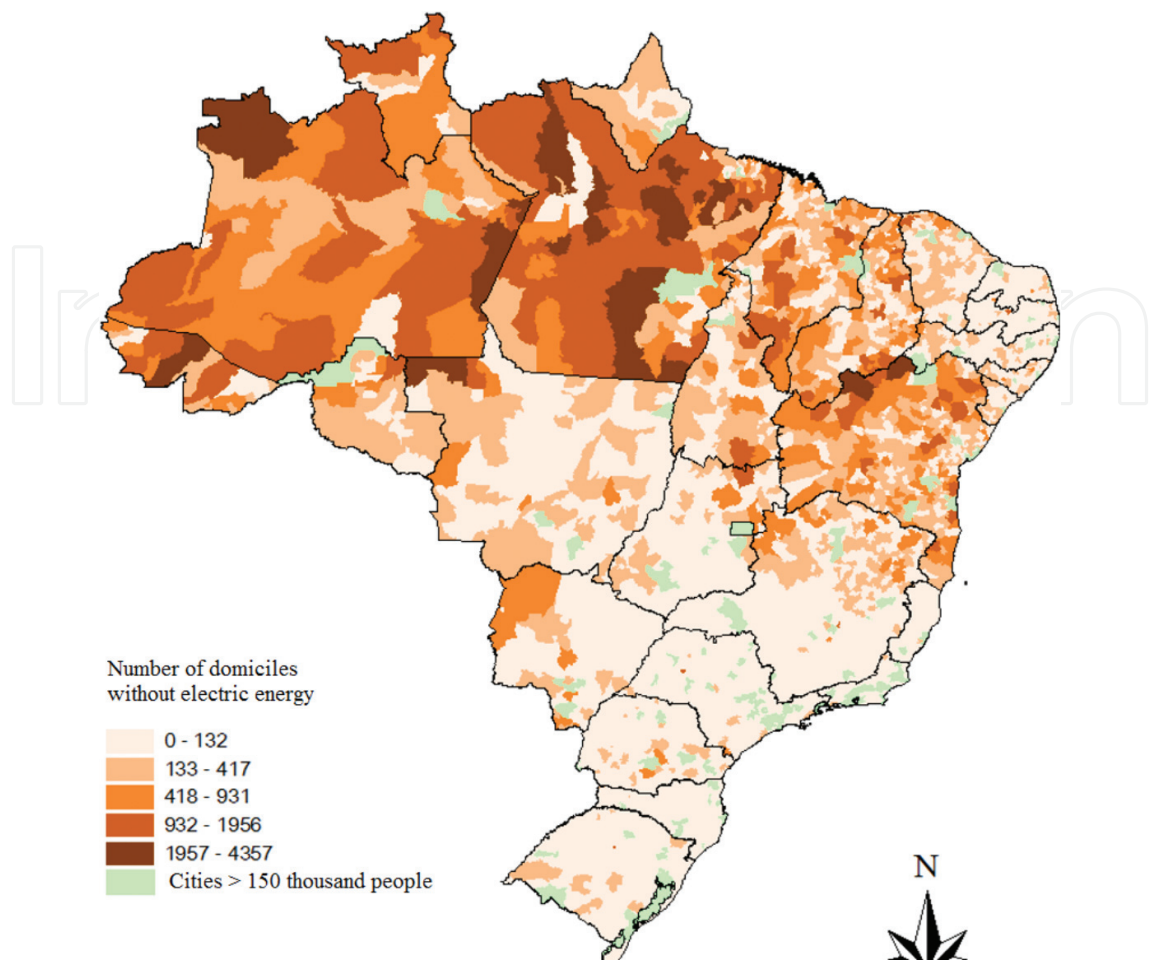 Number of domiciles
without electric energy
0 - 132
133 - 417
418 - 931
932 - 1956
1957 - 4357
Cities > 150 thousand people
N